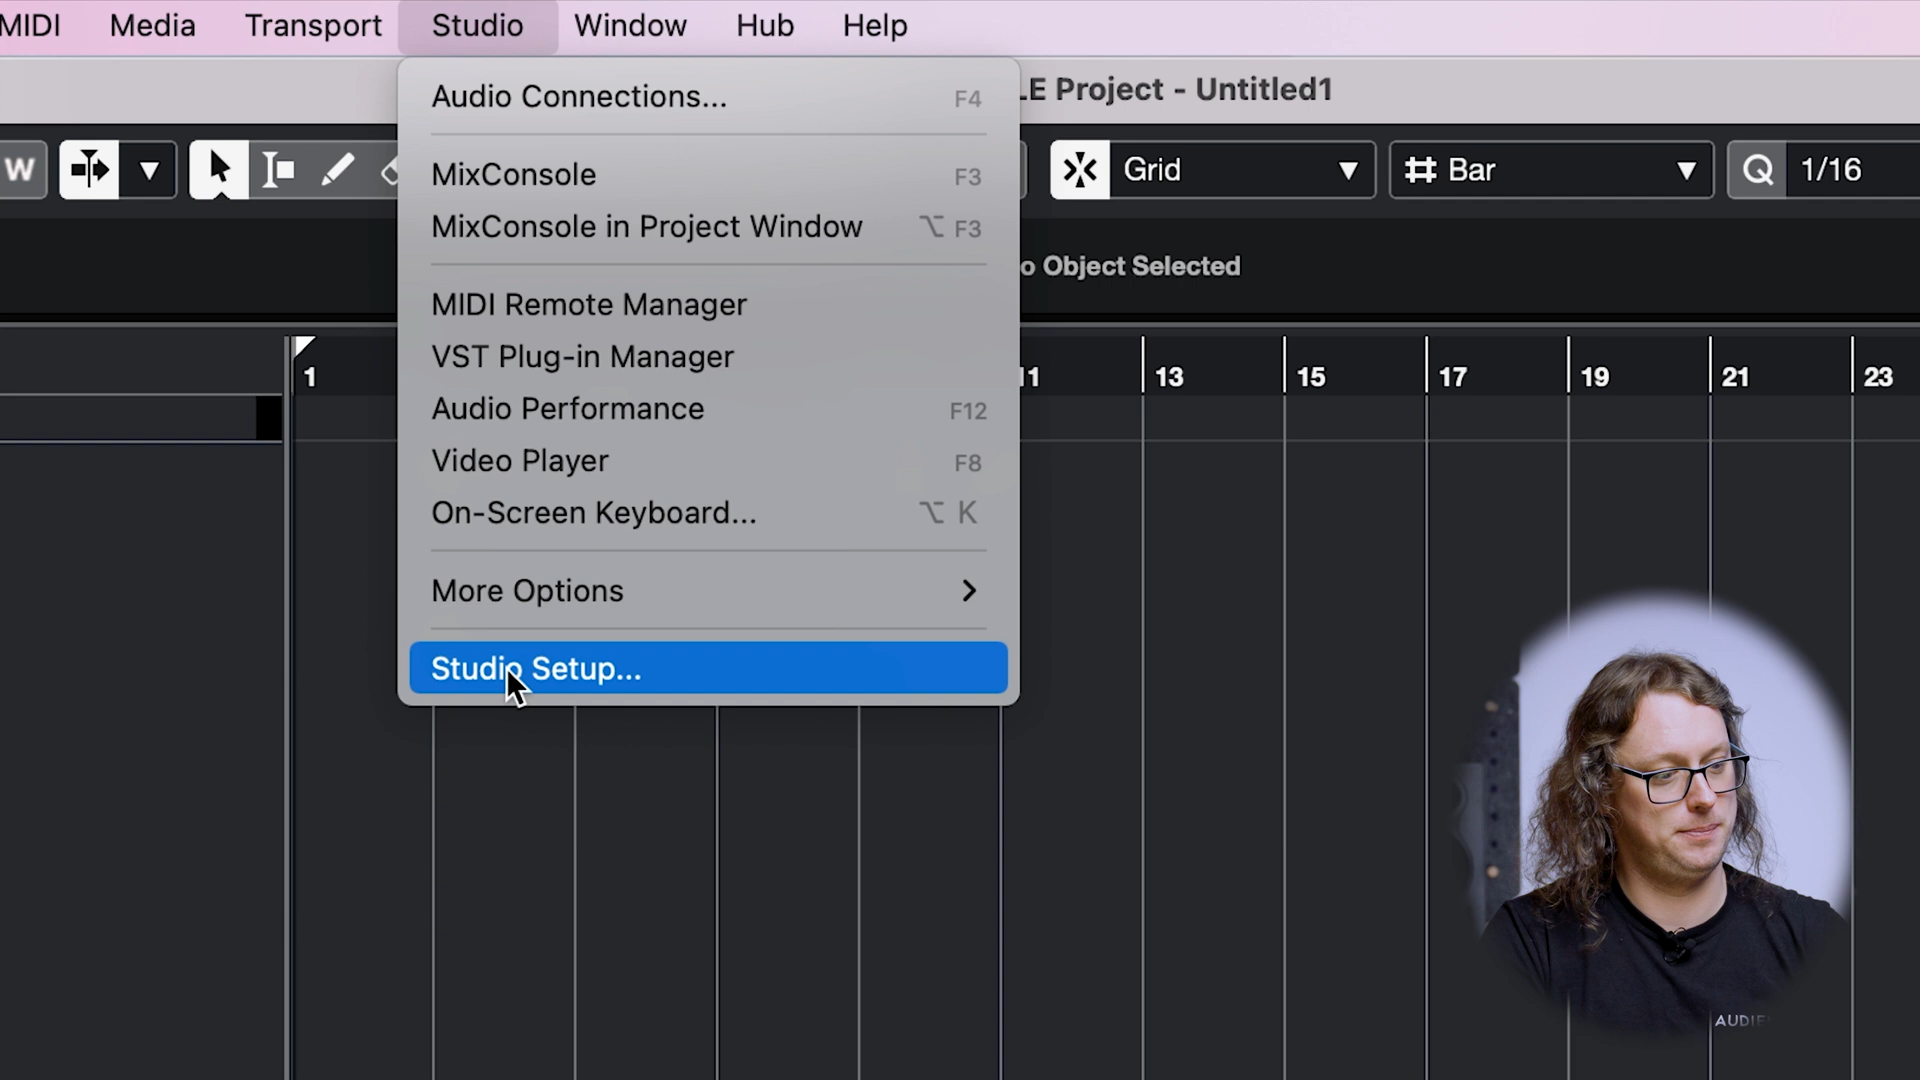 MIDI Media Transport Studio Window Hub Help
LE Project - Untitled1
W
Grid
Bar
Q 1/16
Audio Connections... F4
MixConsole F3
MixConsole in Project Window ⌥ F3
o Object Selected
MIDI Remote Manager
VST Plug-in Manager
Audio Performance F12
Video Player F8
On-Screen Keyboard... ⌥ K
More Options
Studio Setup...
1 11 13 15 17 19 21 23
AUDIE